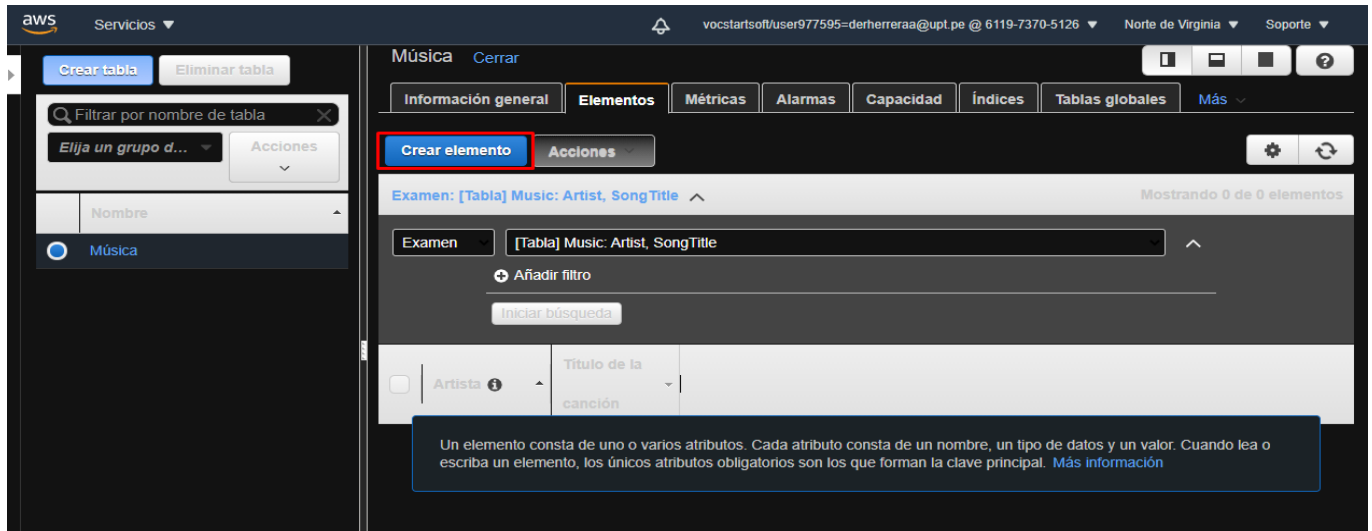 aws Servicios vocstartsoft/user977595=derherreraa@upt.pe @ 6119-7370-5126 Norte de Virginia Soporte
Crear tabla Eliminar tabla
Filtrar por nombre de tabla
Elija un grupo d... Acciones
Nombre
Música
Música Cerrar
Información general Elementos Métricas Alarmas Capacidad Índices Tablas globales Más
Crear elemento Acciones
Examen: [Tabla] Music: Artist, SongTitle Mostrando 0 de 0 elementos
Examen [Tabla] Music: Artist, SongTitle
Añadir filtro
Iniciar búsqueda
Artista Título de la
canción
Un elemento consta de uno o varios atributos. Cada atributo consta de un nombre, un tipo de datos y un valor. Cuando lea o
escriba un elemento, los únicos atributos obligatorios son los que forman la clave principal. Más información